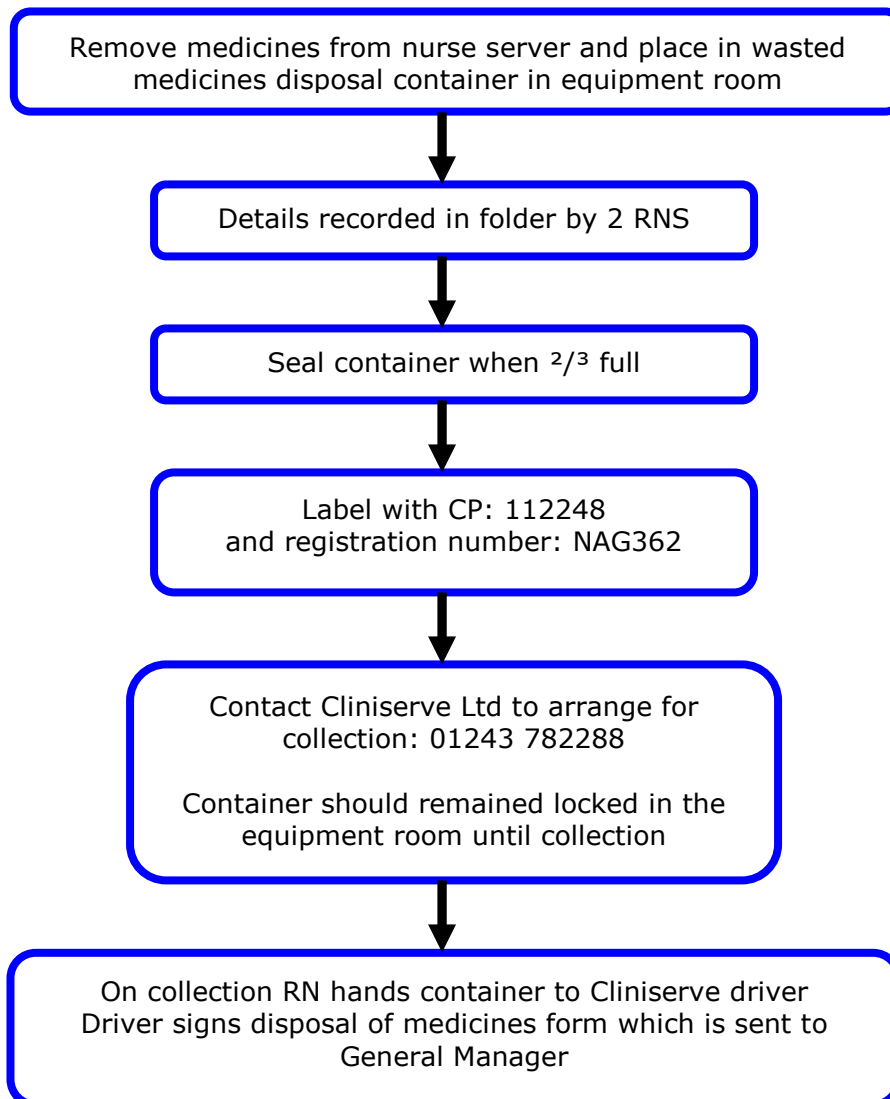 Remove medicines from nurse server and place in wasted
medicines disposal container in equipment room
Details recorded in folder by 2 RNS
Seal container when ²/³ full
Label with CP: 112248
and registration number: NAG362
Contact Cliniserve Ltd to arrange for
collection: 01243 782288
Container should remained locked in the
equipment room until collection
On collection RN hands container to Cliniserve driver
Driver signs disposal of medicines form which is sent to
General Manager